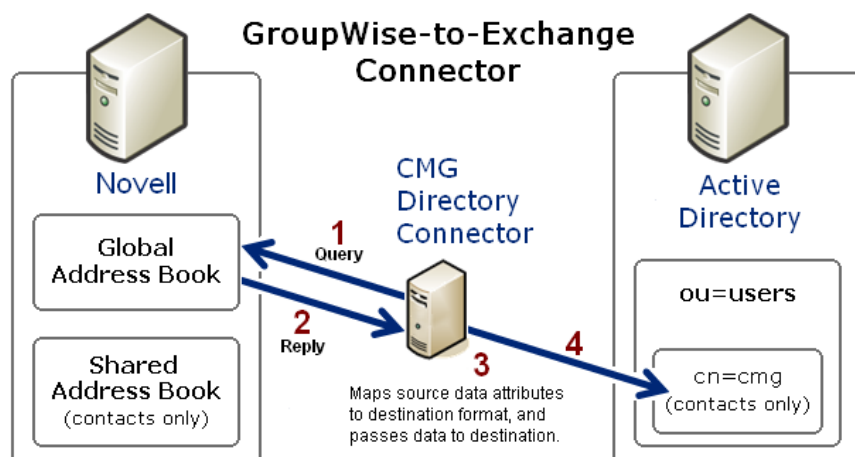 GroupWise-to-Exchange
Connector
Novell
Global
Address Book
Shared
Address Book
(contacts only)
CMG
Directory
Connector
1
Query
2
Reply
3
Maps source data attributes
to destination format, and
passes data to destination.
4
Active
Directory
ou=users
cn=cmg
(contacts only)